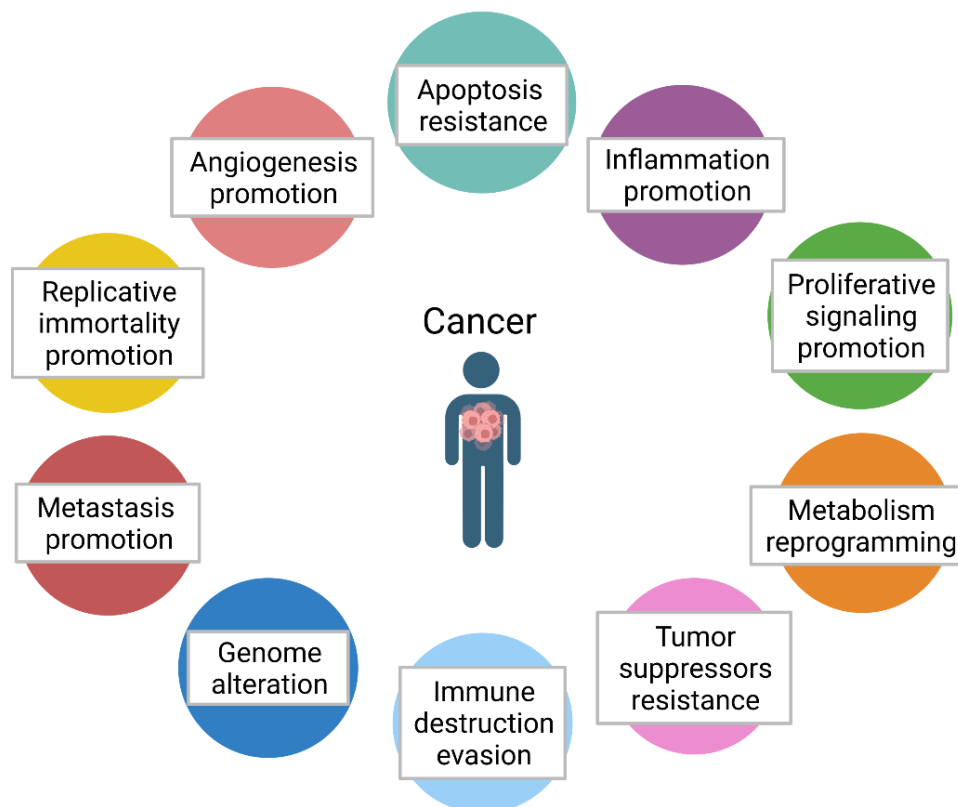 Apoptosis
resistance
Inflammation
promotion
Proliferative
signaling
promotion
Metabolism
reprogramming
Tumor
suppressors
resistance
Immune
destruction
evasion
Genome
alteration
Metastasis
promotion
Replicative
immortality
promotion
Angiogenesis
promotion
Cancer